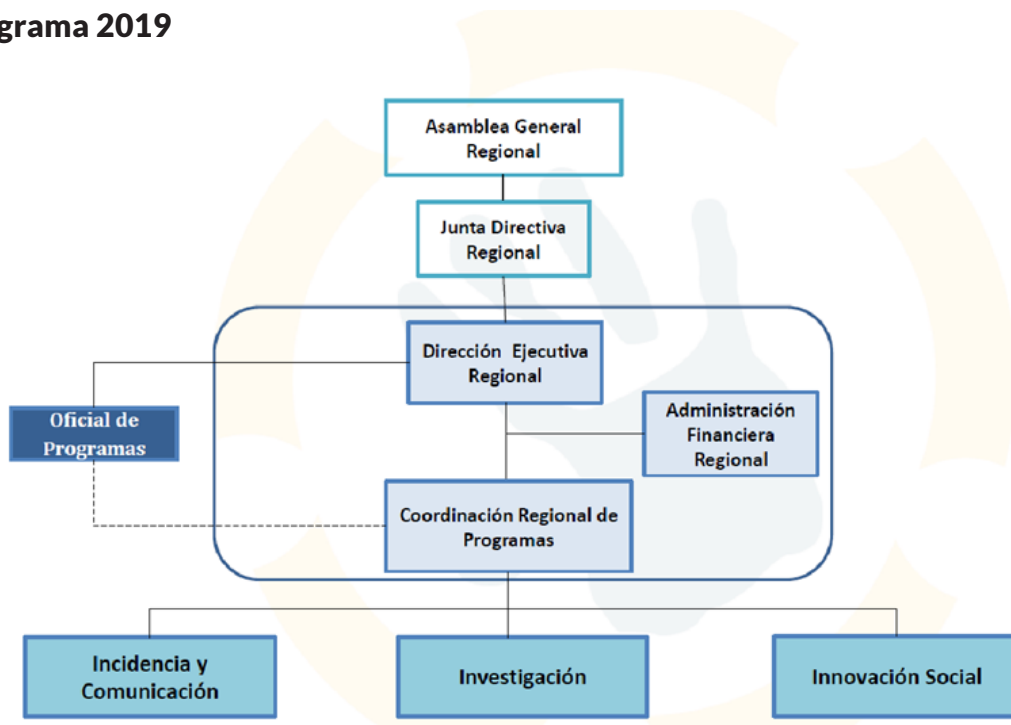 grama 2019
Asamblea General
Regional
Junta Directiva
Regional
Dirección Ejecutiva
Regional
Administración
Financiera
Regional
Oficial de
Programas
Coordinación Regional de
Programas
Incidencia y
Comunicación
Investigación
Innovación Social